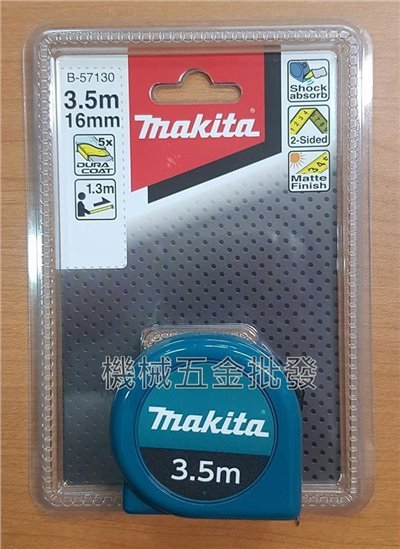 B-57130
3.5m
16mm
5x
DURA
COAT
1.3m
makita
Shock
absorb
2-Sided
Matte
Finish
機械五金批發
makita
3.5m